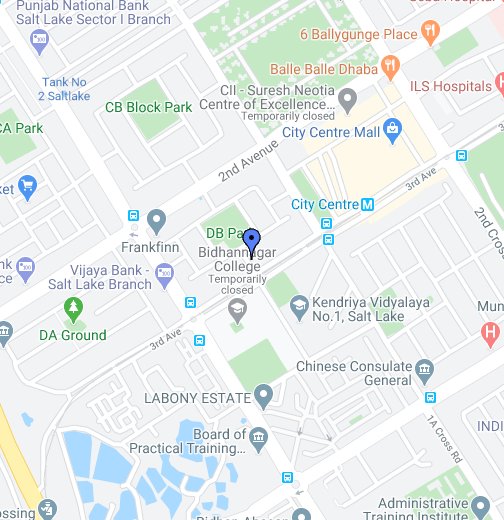 Punjab National Bank
Salt Lake Sector I Branch
6 Ballygunge Place
Balle Balle Dhaba
ILS Hospitals
Tank No
2 Saltlake
CB Block Park
CII - Suresh Neotia
Centre of Excellence...
Temporarily closed
City Centre Mall
CA Park
2nd Avenue
3rd Ave
City Centre M
2nd Cross
Frankfinn
DB Park
Bidhannagar
College
Temporarily
closed
Vijaya Bank -
Salt Lake Branch
Kendriya Vidyalaya
No.1, Salt Lake
DA Ground
3rd Ave
Chinese Consulate
General
LABONY ESTATE
Board of
Practical Training...
1A Cross Rd
Administrative
Training Institute